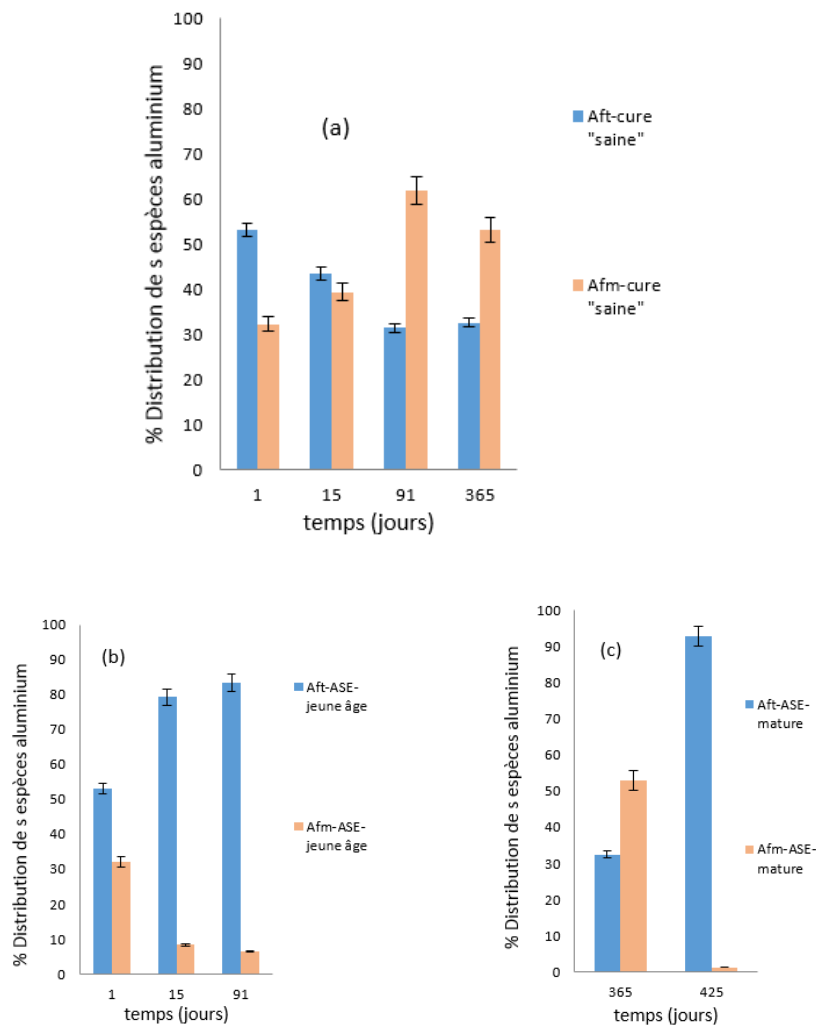 100
90
80
70
60
50
40
30
20
10
0
% Distribution de s espèces aluminium
(a)
1 15 91 365
temps (jours)
Aft-cure
"saine"
Afm-cure
"saine"
100
90
80
70
60
50
40
30
20
10
0
% Distribution de s espèces aluminium
(b)
1 15 91
temps (jours)
Aft-ASE-
jeune âge
Afm-ASE-
jeune âge
100
90
80
70
60
50
40
30
20
10
0
% Distribution de s espèces aluminium
(c)
365 425
temps (jours)
Aft-ASE-
mature
Afm-ASE-
mature